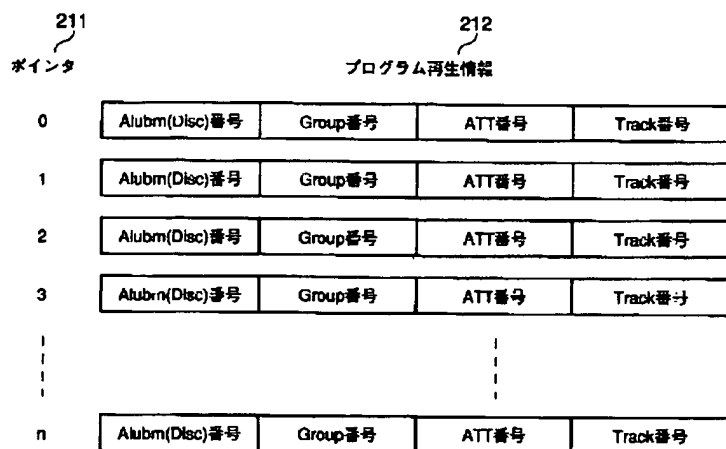 211 212
ポインタ プログラム再生情報
0 Alubm(Disc)番号 Group番号 ATT番号 Track番号
1 Alubm(Disc)番号 Group番号 ATT番号 Track番号
2 Alubm(Disc)番号 Group番号 ATT番号 Track番号
3 Alubm(Disc)番号 Group番号 ATT番号 Track番号
n Alubm(Disc)番号 Group番号 ATT番号 Track番号